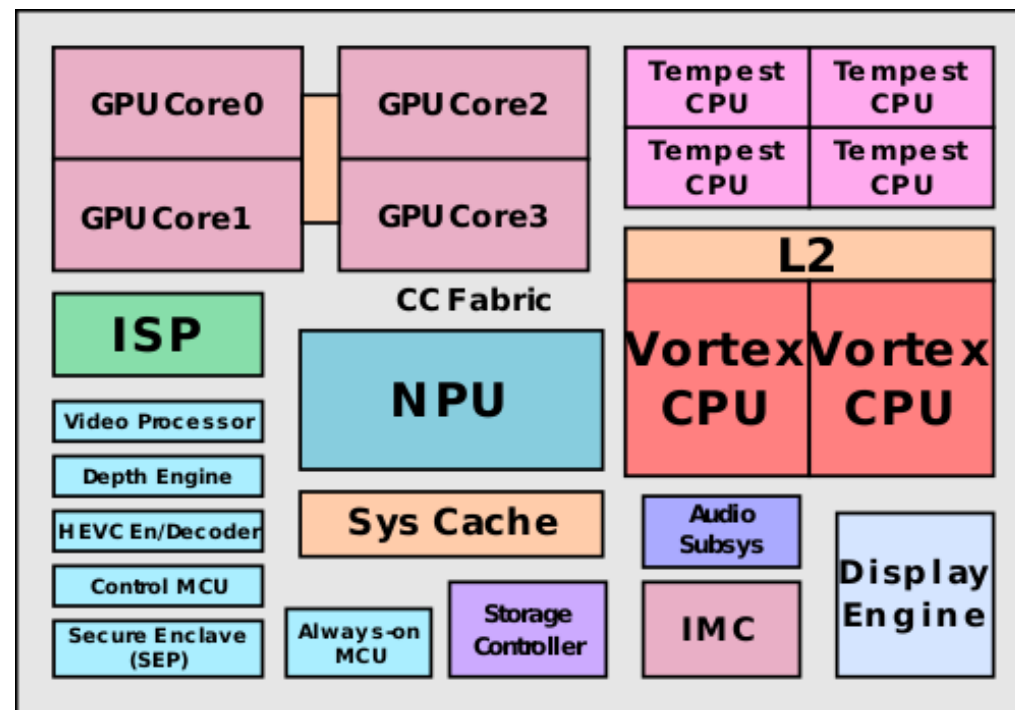 GPU Core0
GPU Core2
GPU Core1
GPU Core3
Tempest
CPU
Tempest
CPU
Tempest
CPU
Tempest
CPU
L2
Vortex
CPU
Vortex
CPU
CC Fabric
ISP
NPU
Video Processor
Depth Engine
HEVC En/Decoder
Control MCU
Secure Enclave
(SEP)
Sys Cache
Always-on
MCU
Storage
Controller
Audio
Subsys
IMC
Display
Engine